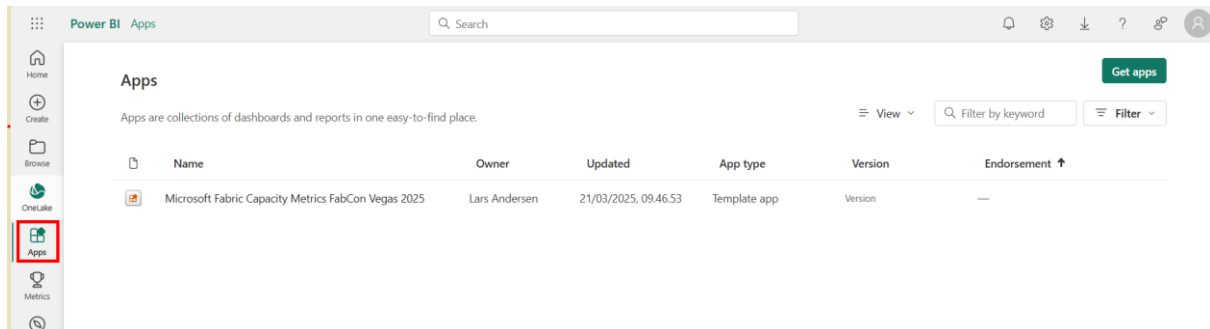 Power BI Apps Search
Home
Create
Browse
OneLake
Apps
Metrics
Apps
Get apps
Apps are collections of dashboards and reports in one easy-to-find place.
View Filter by keyword Filter
Name Owner Updated App type Version Endorsement
Microsoft Fabric Capacity Metrics FabCon Vegas 2025 Lars Andersen 21/03/2025, 09.46.53 Template app Version —